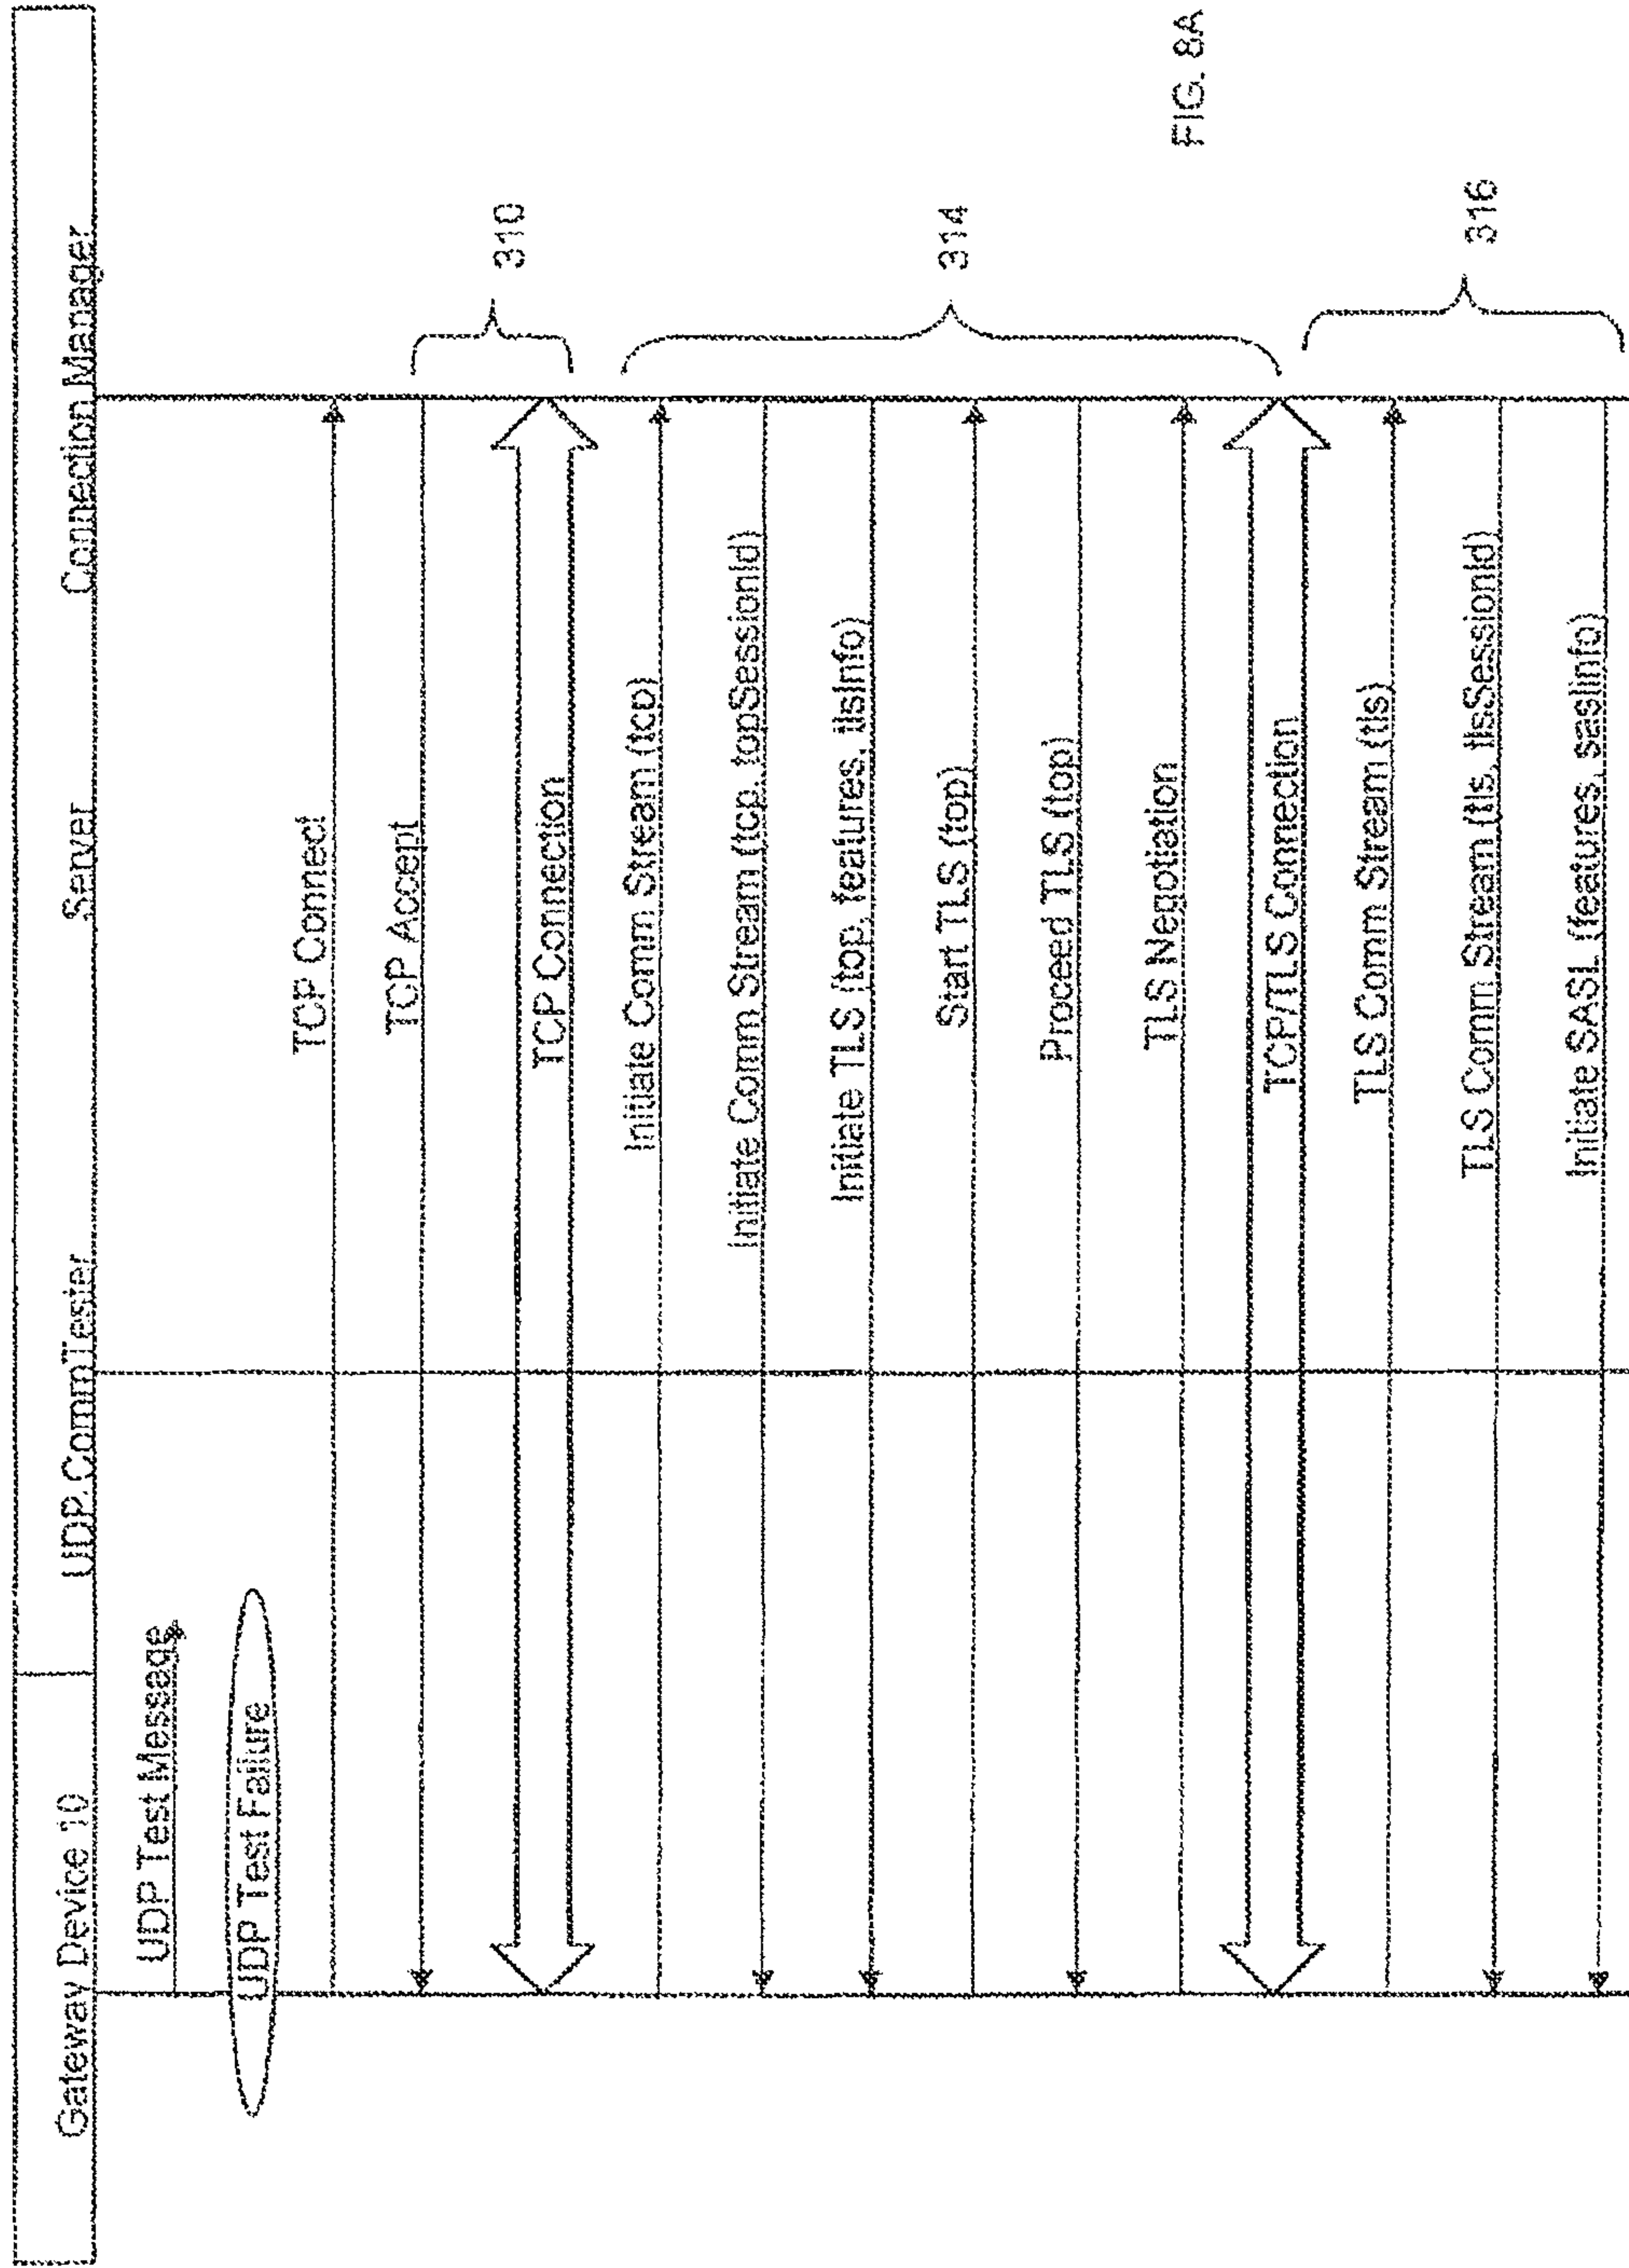 Gateway Device 10
UDP CommTester
Server
Connection Manager
UDP Test Message
UDP Test Failure
TCP Connect
TCP Accept
TCP Connection
310
Initiate Comm Stream (tcp)
Initiate Comm Stream (tcp, tcpSessionId)
Initiate TLS (tcp, features, tlsInfo)
Start TLS (tcp)
Proceed TLS (tcp)
TLS Negotiation
TCP/TLS Connection
314
TLS Comm Stream (tls)
TLS Comm Stream (tls, tlsSessionId)
Initiate SASL (features, saslInfo)
316
FIG. 8A